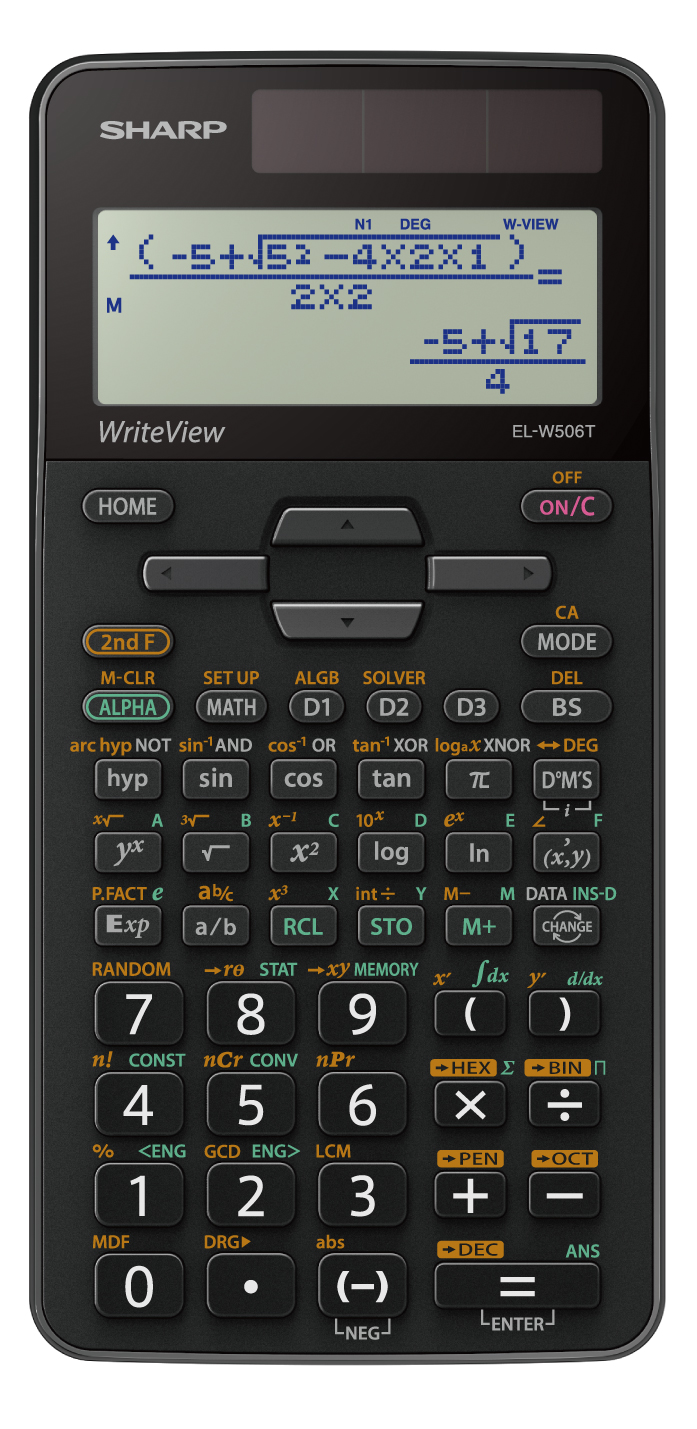 SHARP
N1 DEG W-VIEW
(-5+√5²-4×2×1)
=
M
2×2
-5+√17
4
WriteView EL-W506T
OFF
HOME ON/C
CA
2nd F MODE
M-CLR SET UP ALGB SOLVER DEL
ALPHA MATH D1 D2 D3 BS
arc hyp NOT sin⁻¹ AND cos⁻¹ OR tan⁻¹ XOR logₐx XNOR ↔DEG
hyp sin cos tan π D°M'S
i
ˣ√ A ³√ B x⁻¹ C 10ˣ D eˣ E ∠ F
yˣ √ x² log ln (x,y)
P.FACT e ab/c x³ X int÷ Y M− M DATA INS-D
Exp a/b RCL STO M+ CHANGE
RANDOM →rθ STAT →xy MEMORY x′ ∫dx y′ d/dx
7 8 9 ( )
n! CONST nCr CONV nPr →HEX Σ →BIN Π
4 5 6 × ÷
% <ENG GCD ENG> LCM →PEN →OCT
1 2 3 + −
MDF DRG▶ abs →DEC ANS
0 • (−) =
NEG ENTER